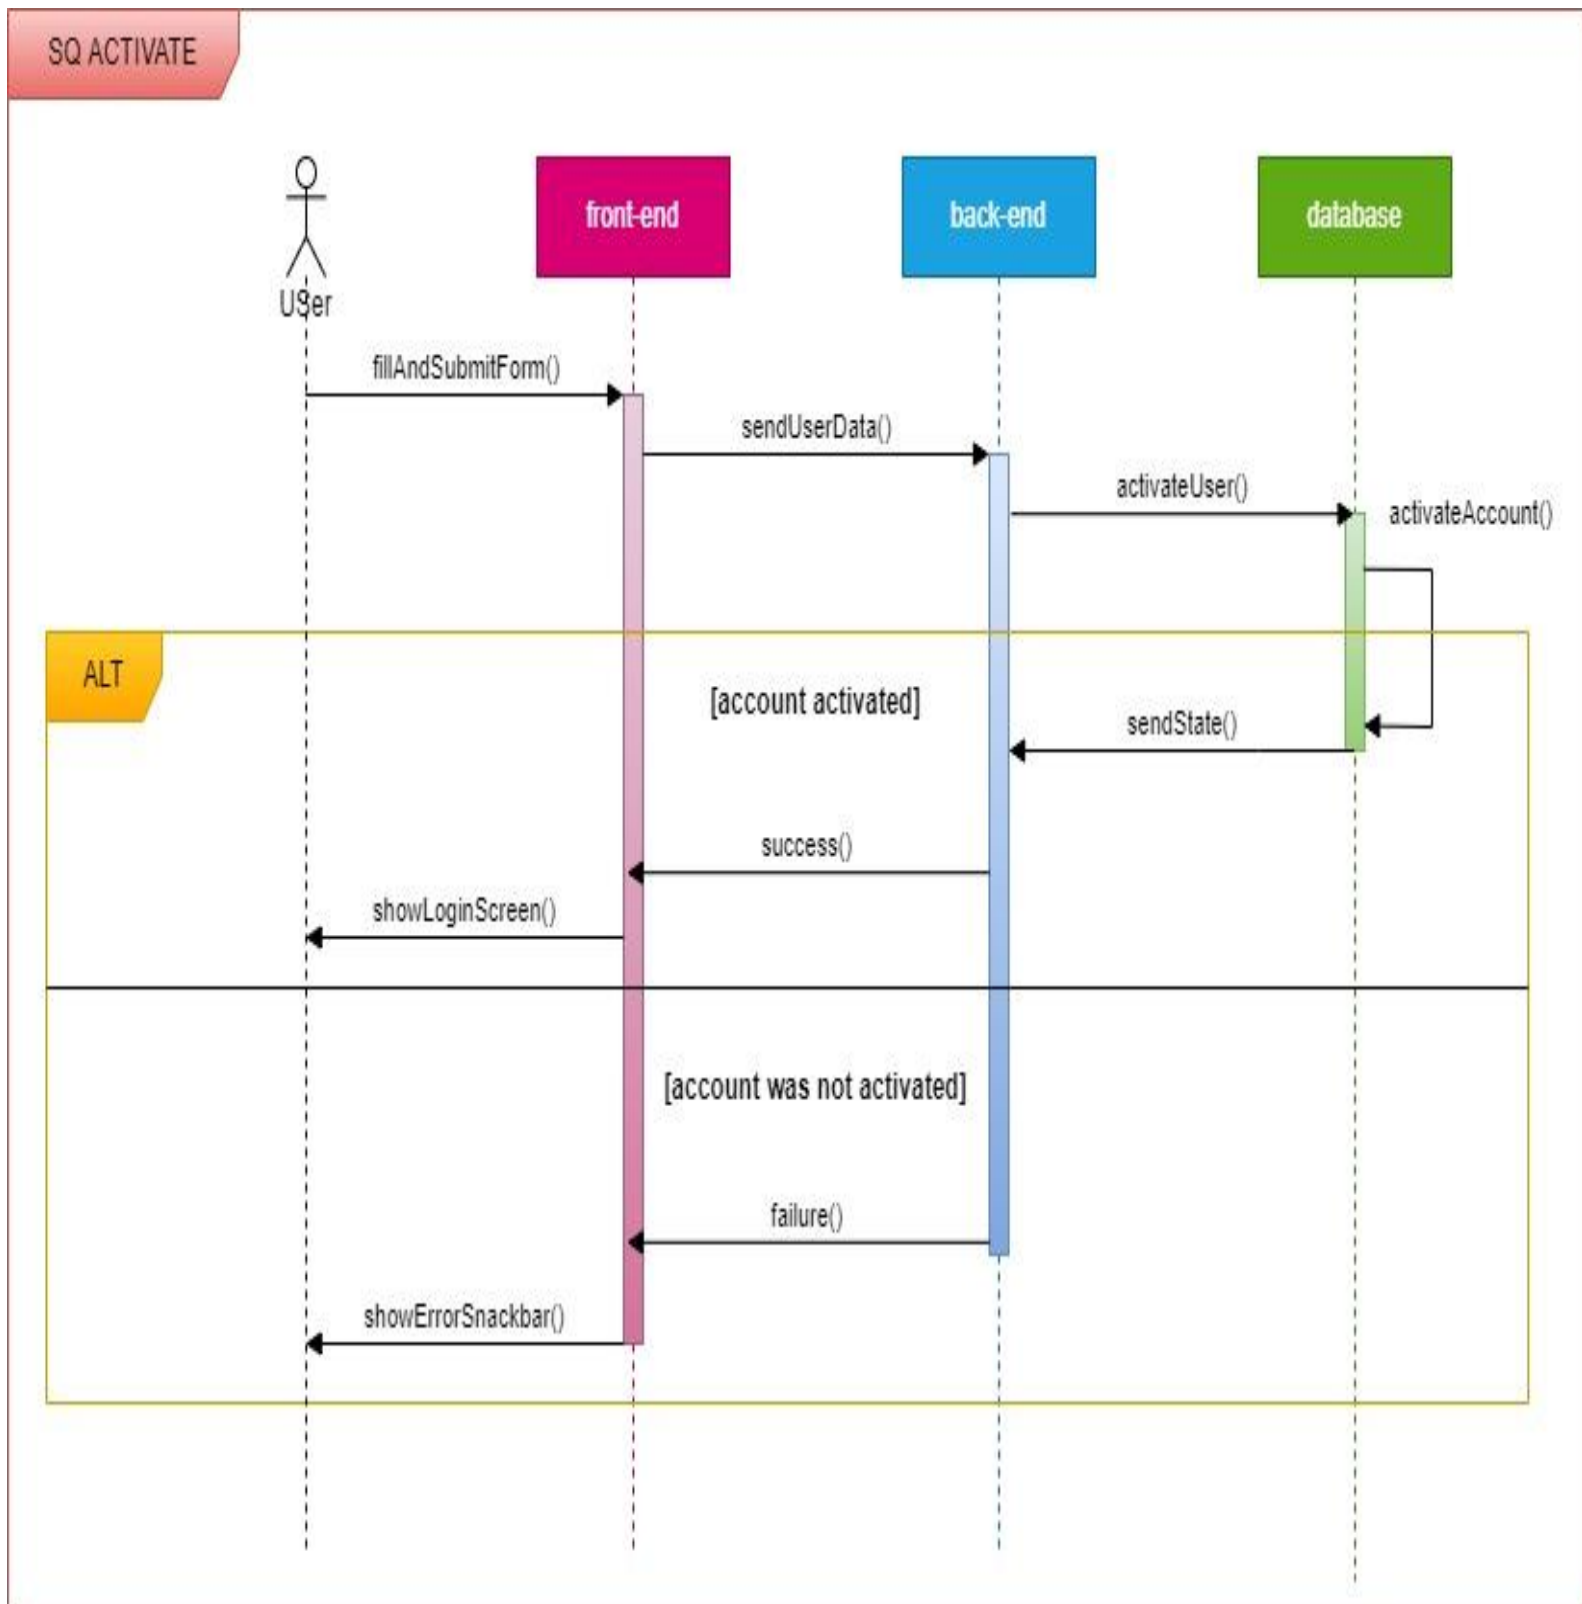 SQ ACTIVATE
front-end
back-end
database
USer
fillAndSubmitForm()
sendUserData()
activateUser()
activateAccount()
ALT
[account activated]
sendState()
success()
showLoginScreen()
[account was not activated]
failure()
showErrorSnackbar()